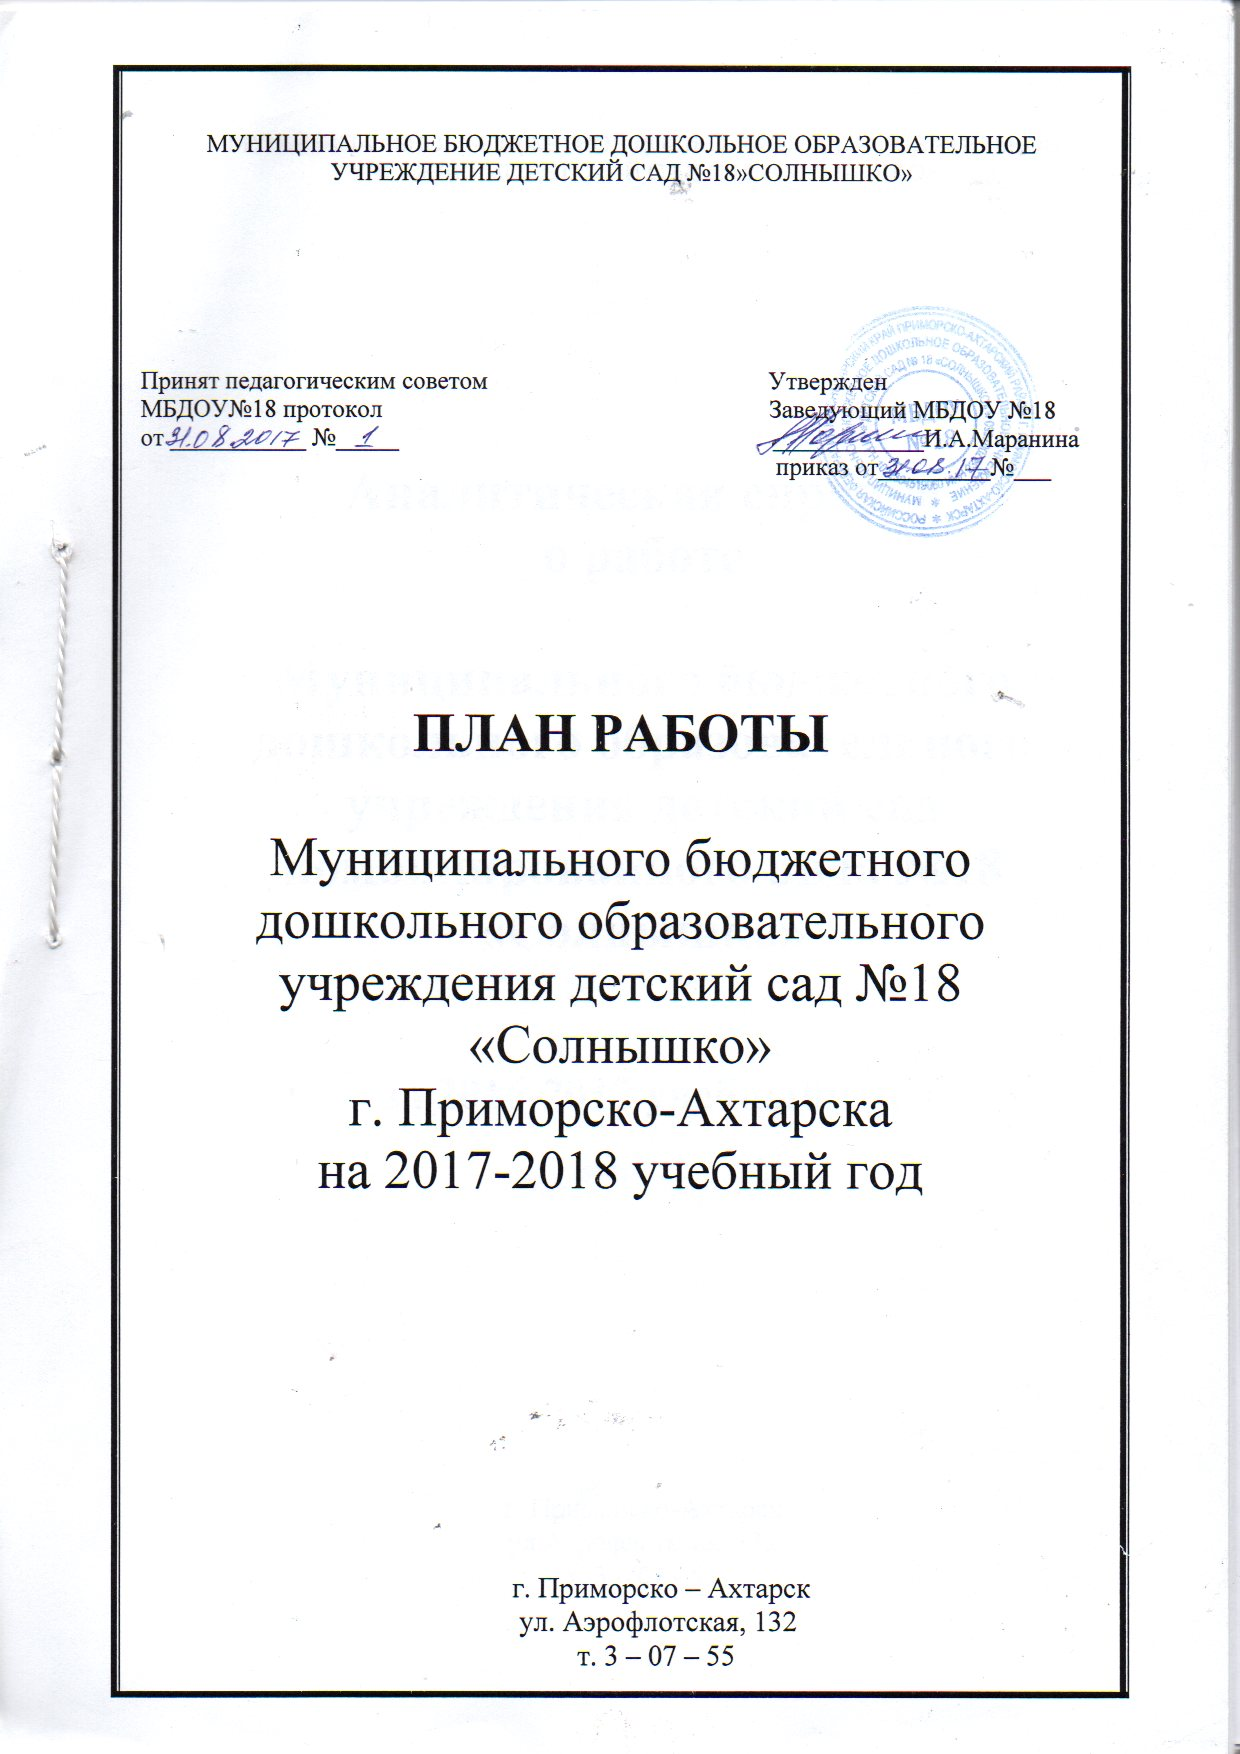 МУНИЦИПАЛЬНОЕ БЮДЖЕТНОЕ ДОШКОЛЬНОЕ ОБРАЗОВАТЕЛЬНОЕ
УЧРЕЖДЕНИЕ ДЕТСКИЙ САД №18»СОЛНЫШКО»
Принят педагогическим советом
МБДОУ№18 протокол
от 31.08.2017 № 1
Утвержден
Заведующий МБДОУ №18
И.А.Маранина
приказ от 31.08.17 №___
ПЛАН РАБОТЫ
Муниципального бюджетного
дошкольного образовательного
учреждения детский сад №18
«Солнышко»
г. Приморско-Ахтарска
на 2017-2018 учебный год
г. Приморско – Ахтарск
ул. Аэрофлотская, 132
т. 3 – 07 – 55